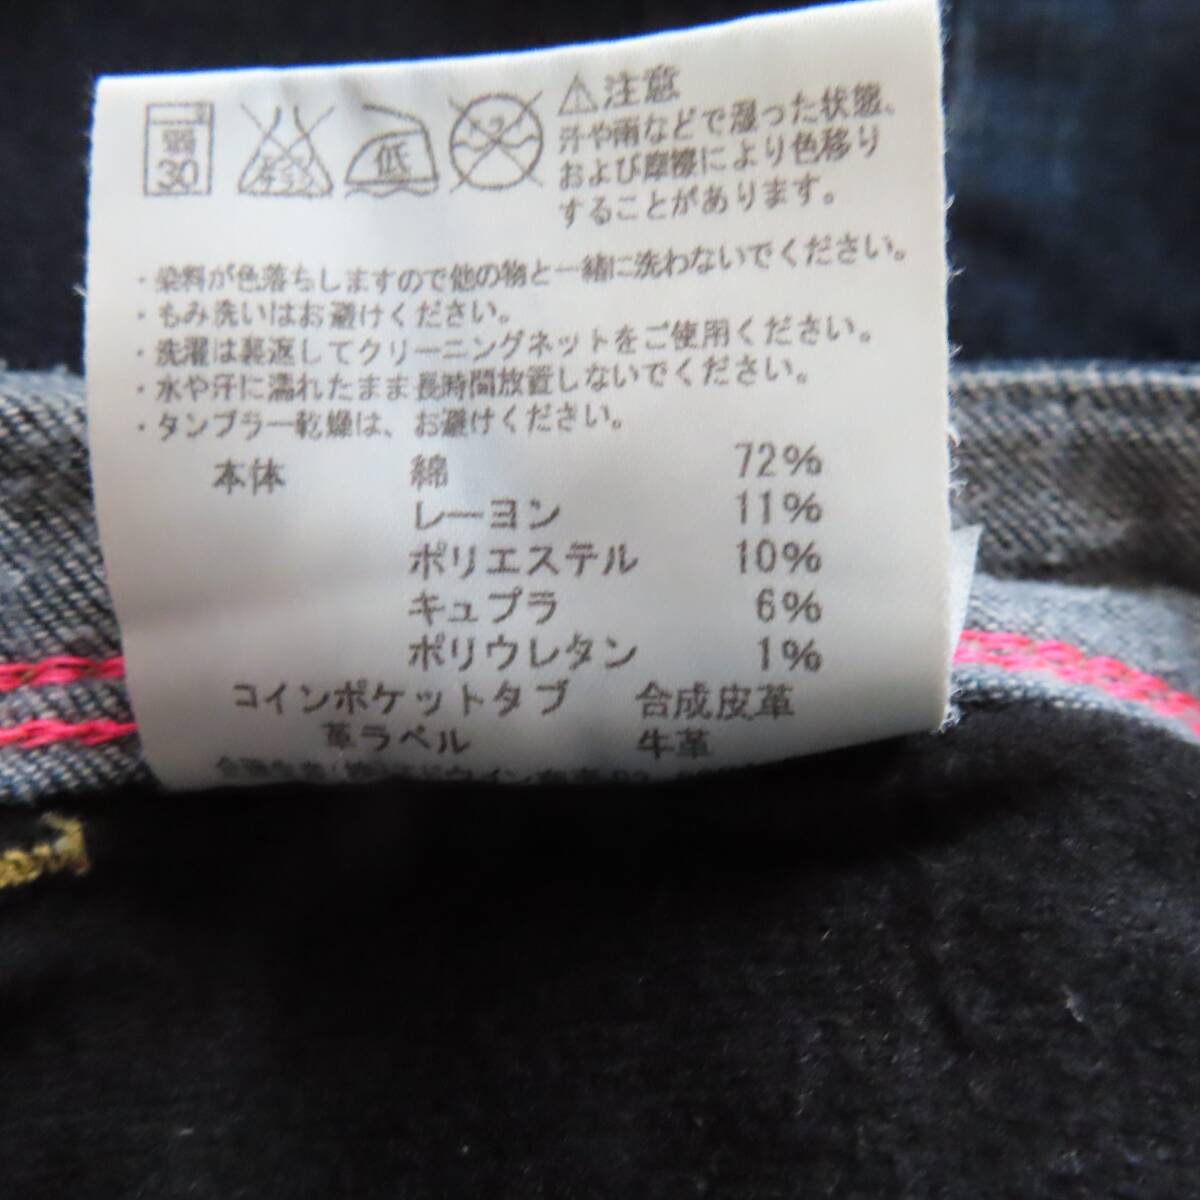 弱
30
エンソサラシ
低
ドライ
⚠注意
汗や雨などで湿った状態、
および摩擦により色移り
することがあります。
・染料が色落ちしますので他の物と一緒に洗わないでください。
・もみ洗いはお避けください。
・洗濯は裏返してクリーニングネットをご使用ください。
・水や汗に濡れたまま長時間放置しないでください。
・タンブラー乾燥は、お避けください。
本体 綿 72%
レーヨン 11%
ポリエステル 10%
キュプラ 6%
ポリウレタン 1%
コインポケットタブ 合成皮革
革ラベル 牛革